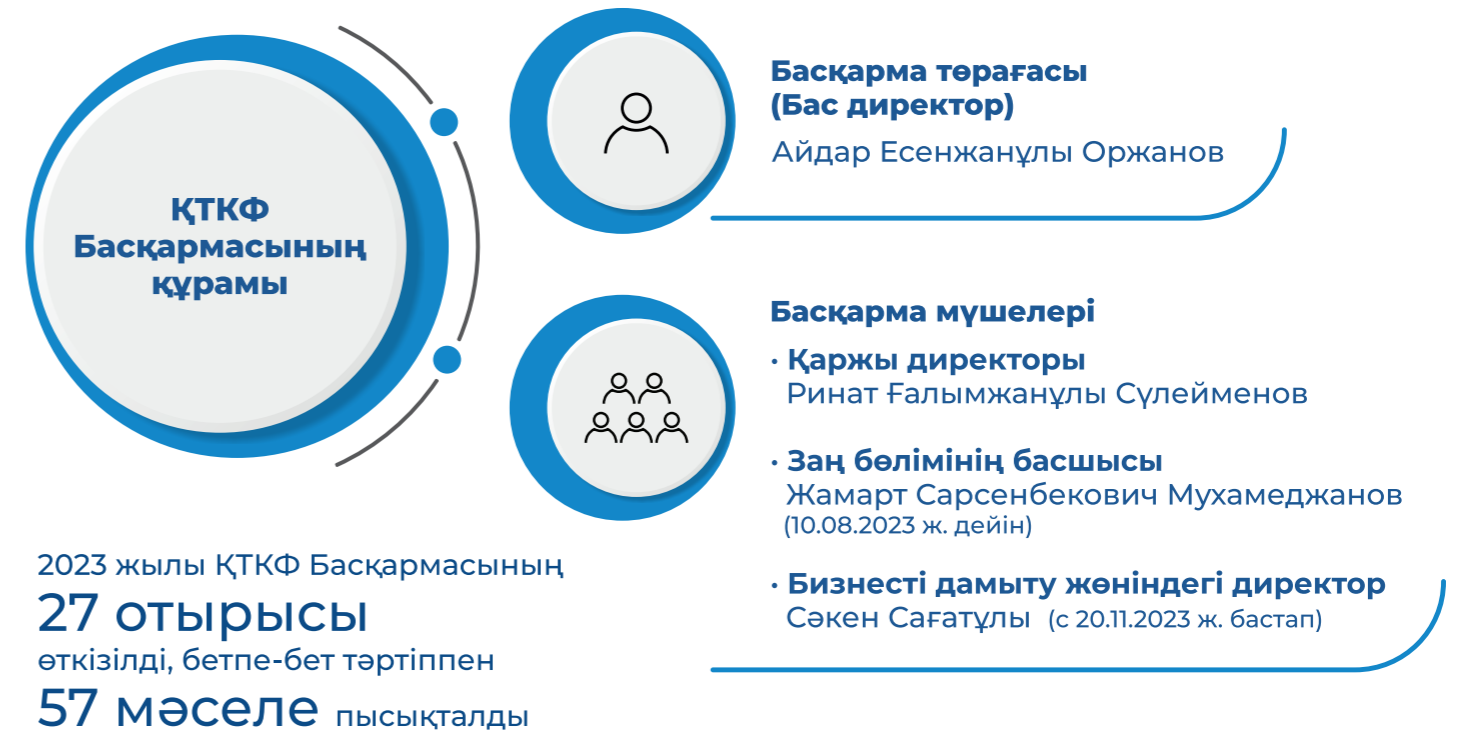 ҚТКФ
Басқармасының
құрамы
Басқарма төрағасы
(Бас директор)
Айдар Есенжанұлы Оржанов
Басқарма мүшелері
· Қаржы директоры
Ринат Ғалымжанұлы Сүлейменов
· Заң бөлімінің басшысы
Жамарт Сарсенбекович Мухамеджанов
(10.08.2023 ж. дейін)
· Бизнесті дамыту жөніндегі директор
Сәкен Сағатұлы (с 20.11.2023 ж. бастап)
2023 жылы ҚТКФ Басқармасының
27 отырысы
өткізілді, бетпе-бет тәртіппен
57 мәселе пысықталды